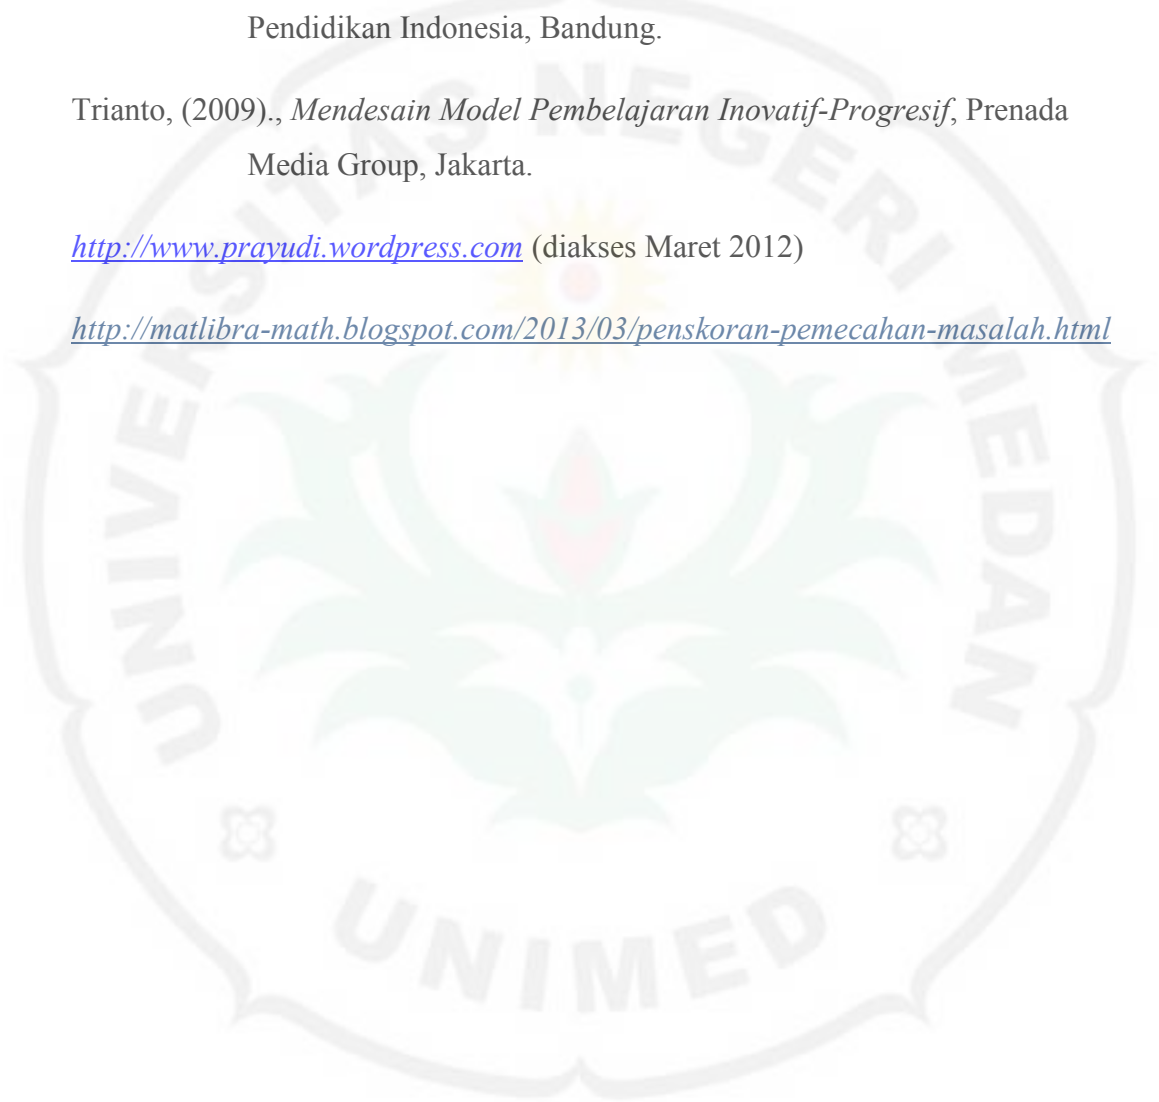 Pendidikan Indonesia, Bandung.
Trianto, (2009)., Mendesain Model Pembelajaran Inovatif-Progresif, Prenada
Media Group, Jakarta.
http://www.prayudi.wordpress.com (diakses Maret 2012)
http://matlibra-math.blogspot.com/2013/03/penskoran-pemecahan-masalah.html
UNIVERSITAS NEGERI MEDAN
UNIMED